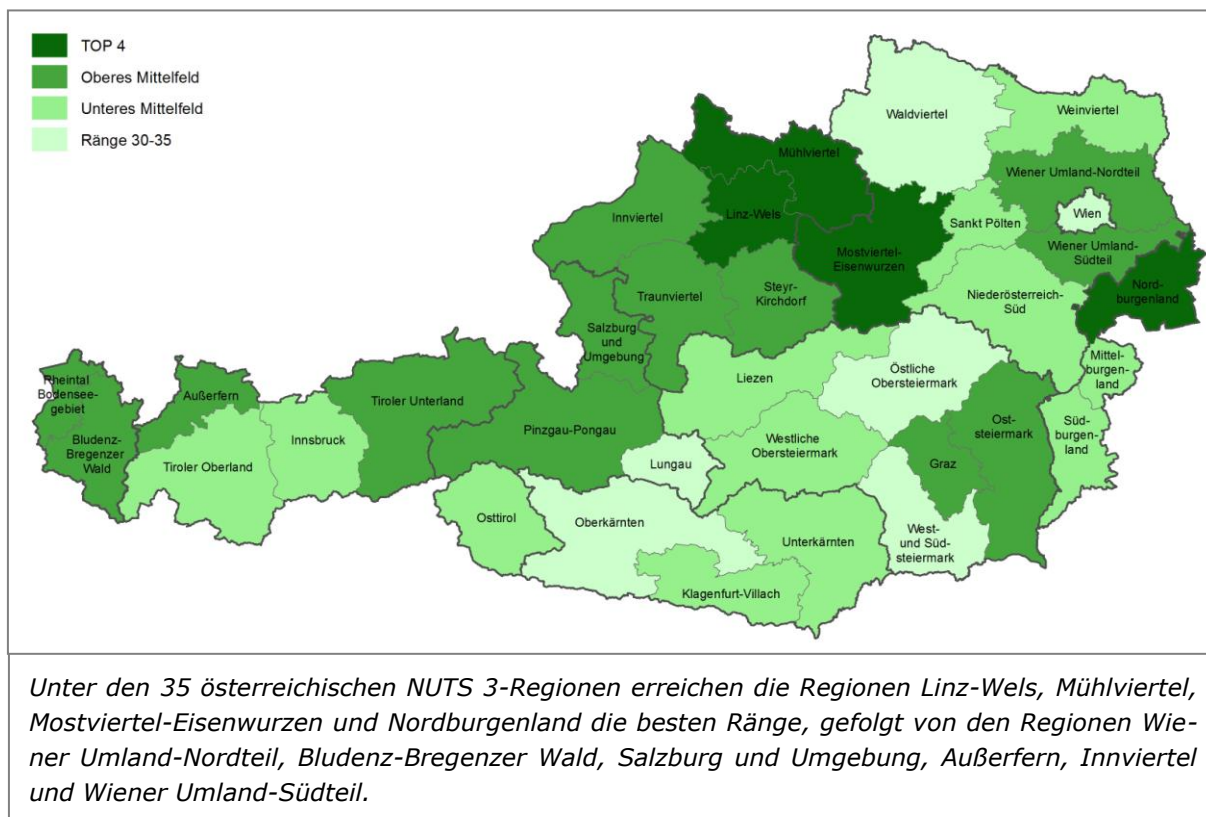 TOP 4
Oberes Mittelfeld
Unteres Mittelfeld
Ränge 30-35
Waldviertel
Weinviertel
Mühlviertel
Wiener Umland-Nordteil
Linz-Wels
Innviertel
Wien
Sankt Pölten
Mostviertel-
Eisenwurzen
Wiener Umland-
Südteil
Nord-
burgenland
Traunviertel
Steyr-
Kirchdorf
Niederösterreich-
Süd
Salzburg
und
Umgebung
Mittel-
burgen-
land
Östliche
Obersteiermark
Liezen
Rheintal
Bodensee-
gebiet
Außerfern
Tiroler Unterland
Pinzgau-Pongau
Bludenz-
Bregenzer
Wald
Innsbruck
Tiroler Oberland
Westliche
Obersteiermark
Ost-
steiermark
Süd-
burgen-
land
Lungau
Graz
Osttirol
Oberkärnten
Unterkärnten
West-
und Süd-
steiermark
Klagenfurt-Villach
Unter den 35 österreichischen NUTS 3-Regionen erreichen die Regionen Linz-Wels, Mühlviertel,
Mostviertel-Eisenwurzen und Nordburgenland die besten Ränge, gefolgt von den Regionen Wie-
ner Umland-Nordteil, Bludenz-Bregenzer Wald, Salzburg und Umgebung, Außerfern, Innviertel
und Wiener Umland-Südteil.